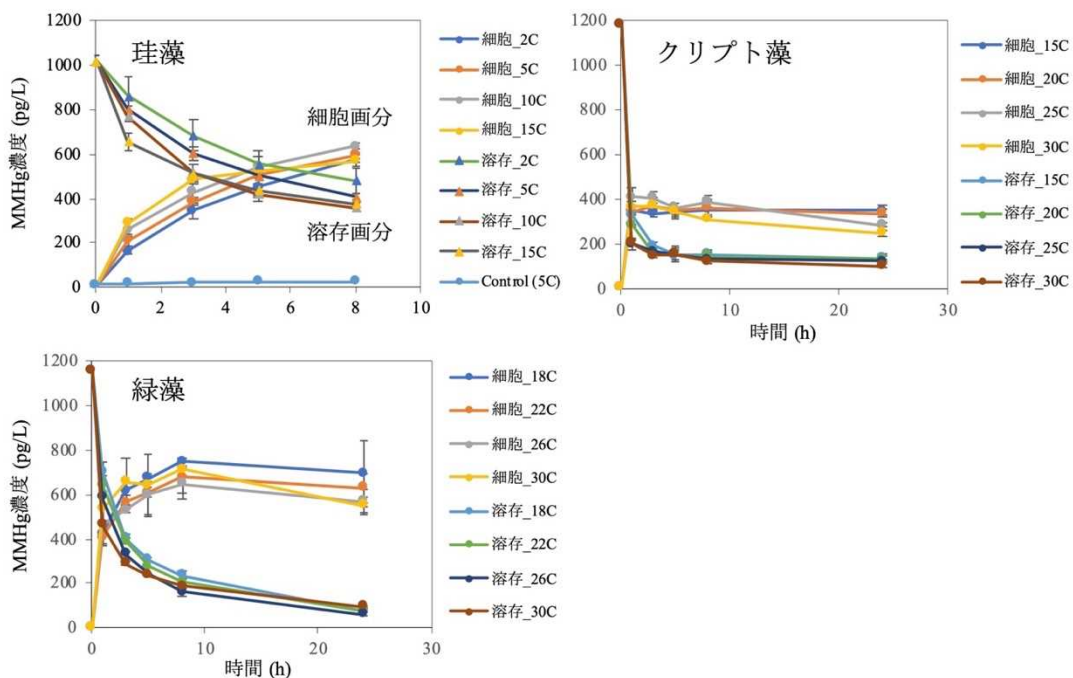 珪藻
MMHg濃度 (pg/L)
1200
1000
800
600
400
200
0
0 2 4 6 8 10
細胞画分
溶存画分
細胞_2C
細胞_5C
細胞_10C
細胞_15C
溶存_2C
溶存_5C
溶存_10C
溶存_15C
Control (5C)
クリプト藻
MMHg濃度 (pg/L)
1200
1000
800
600
400
200
0
0 10 20 30
時間 (h)
細胞_15C
細胞_20C
細胞_25C
細胞_30C
溶存_15C
溶存_20C
溶存_25C
溶存_30C
緑藻
MMHg濃度 (pg/L)
1200
1000
800
600
400
200
0
0 10 20 30
時間 (h)
細胞_18C
細胞_22C
細胞_26C
細胞_30C
溶存_18C
溶存_22C
溶存_26C
溶存_30C